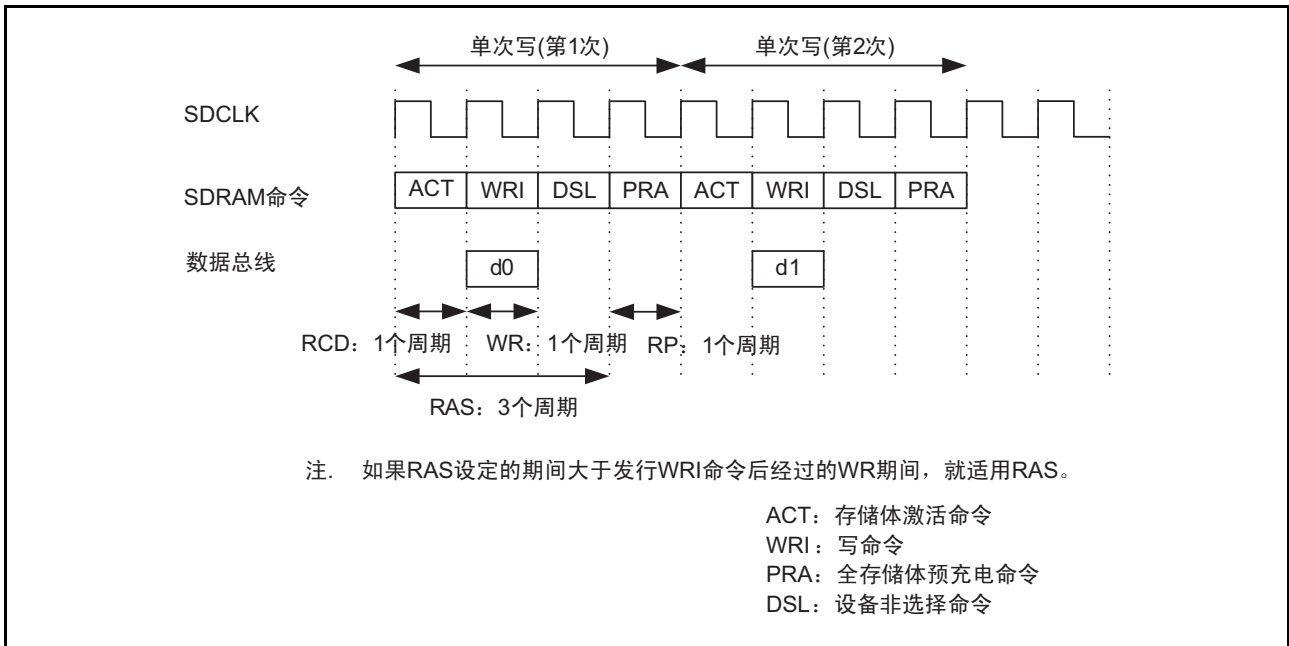 单次写(第1次) 单次写(第2次)
SDCLK
SDRAM命令 ACT WRI DSL PRA ACT WRI DSL PRA
数据总线 d0 d1
RCD：1个周期 WR：1个周期 RP：1个周期
RAS：3个周期
注. 如果RAS设定的期间大于发行WRI命令后经过的WR期间，就适用RAS。
ACT：存储体激活命令
WRI：写命令
PRA：全存储体预充电命令
DSL：设备非选择命令